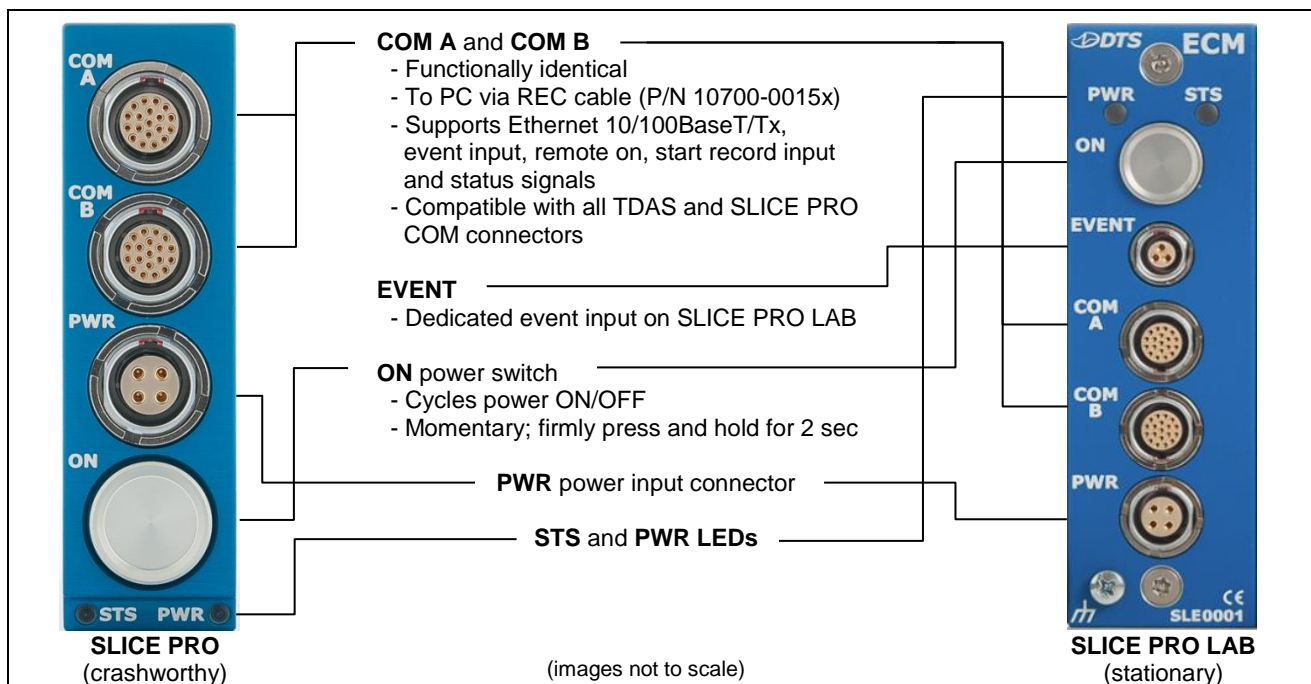 COM
A
COM
B
PWR
ON
STS PWR
SLICE PRO
(crashworthy)
COM A and COM B
- Functionally identical
- To PC via REC cable (P/N 10700-0015x)
- Supports Ethernet 10/100BaseT/Tx,
event input, remote on, start record input
and status signals
- Compatible with all TDAS and SLICE PRO
COM connectors
EVENT
- Dedicated event input on SLICE PRO LAB
ON power switch
- Cycles power ON/OFF
- Momentary; firmly press and hold for 2 sec
PWR power input connector
STS and PWR LEDs
(images not to scale)
DTS ECM
PWR STS
ON
EVENT
COM
A
COM
B
PWR
CE
SLE0001
SLICE PRO LAB
(stationary)